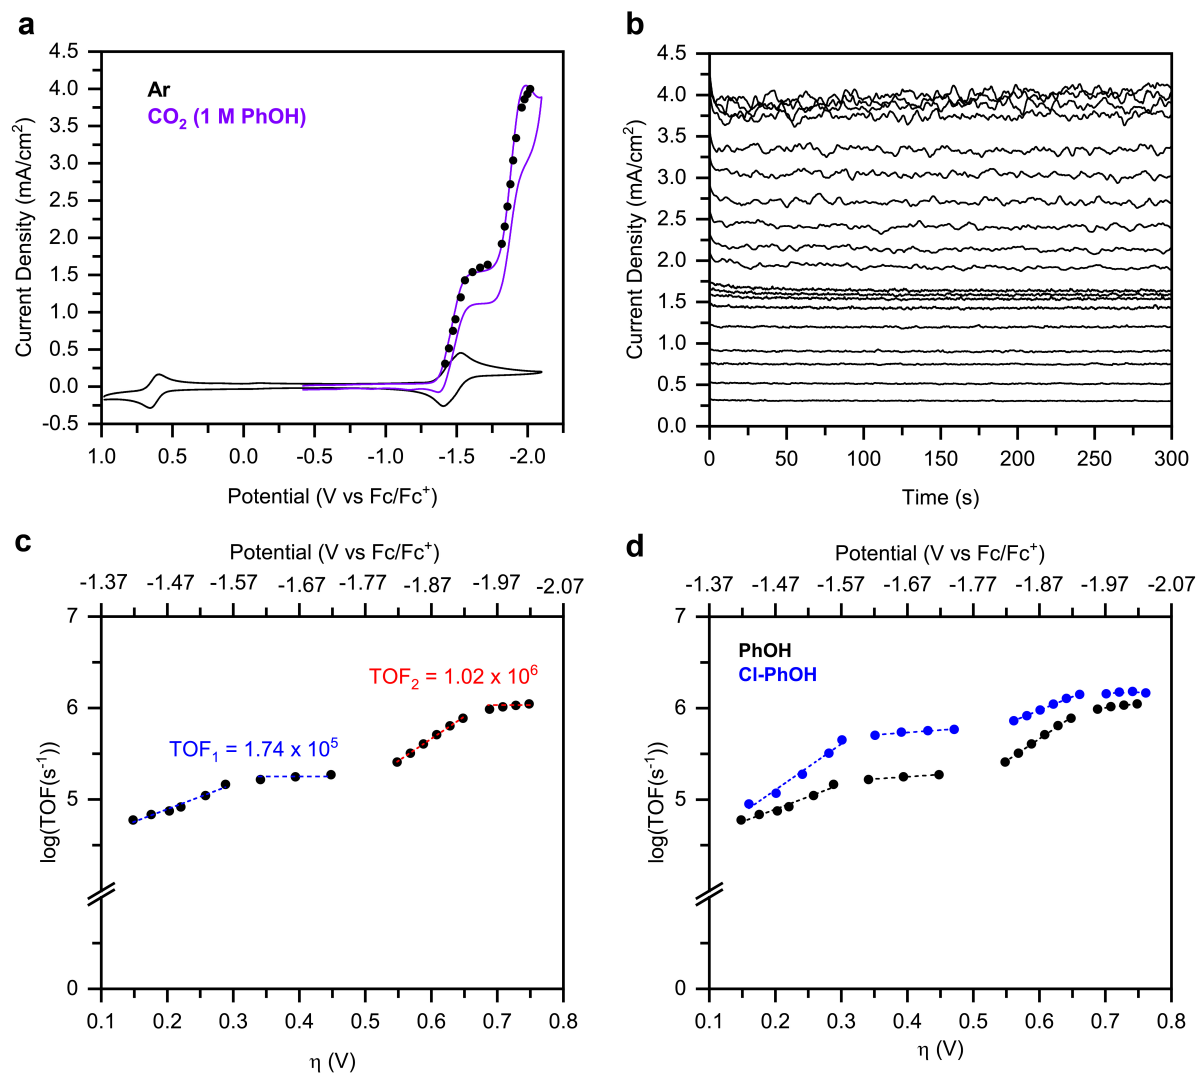 a
Ar
CO2 (1 M PhOH)
Current Density (mA/cm2)
4.5
4.0
3.5
3.0
2.5
2.0
1.5
1.0
0.5
0.0
-0.5
1.0 0.5 0.0 -0.5 -1.0 -1.5 -2.0
Potential (V vs Fc/Fc+)
b
Current Density (mA/cm2)
4.5
4.0
3.5
3.0
2.5
2.0
1.5
1.0
0.5
0.0
0 50 100 150 200 250 300
Time (s)
c
Potential (V vs Fc/Fc+)
-1.37 -1.47 -1.57 -1.67 -1.77 -1.87 -1.97 -2.07
log(TOF(s-1))
7
6
5
0
TOF2 = 1.02 x 106
TOF1 = 1.74 x 105
0.1 0.2 0.3 0.4 0.5 0.6 0.7 0.8
η (V)
d
Potential (V vs Fc/Fc+)
-1.37 -1.47 -1.57 -1.67 -1.77 -1.87 -1.97 -2.07
log(TOF(s-1))
7
6
5
0
PhOH
Cl-PhOH
0.1 0.2 0.3 0.4 0.5 0.6 0.7 0.8
η (V)